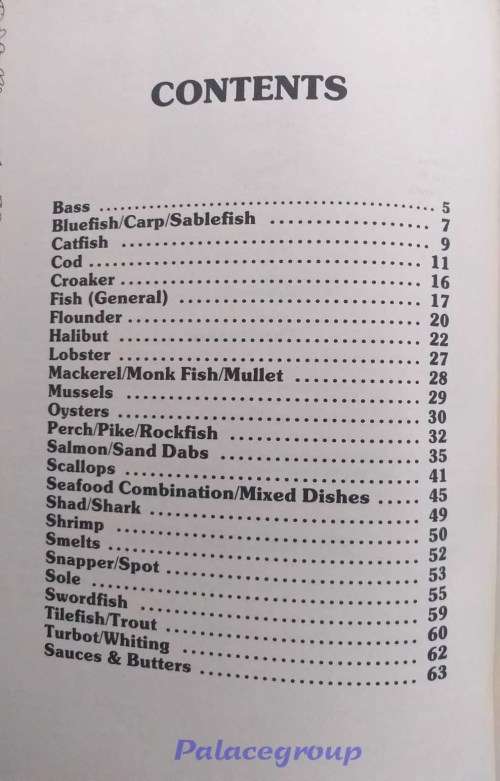 CONTENTS
Bass ........................................ 5
Bluefish/Carp/Sablefish .................. 7
Catfish ................................... 9
Cod ....................................... 11
Croaker ................................... 16
Fish (General) ............................ 17
Flounder .................................. 20
Halibut ................................... 22
Lobster ................................... 27
Mackerel/Monk Fish/Mullet ................ 28
Mussels ................................... 29
Oysters ................................... 30
Perch/Pike/Rockfish ...................... 32
Salmon/Sand Dabs ......................... 35
Scallops .................................. 41
Seafood Combination/Mixed Dishes ..... 45
Shad/Shark ................................ 49
Shrimp .................................... 50
Smelts .................................... 52
Snapper/Spot .............................. 53
Sole ...................................... 55
Swordfish ................................. 59
Tilefish/Trout ............................ 60
Turbot/Whiting ............................ 62
Sauces & Butters .......................... 63
Palacegroup